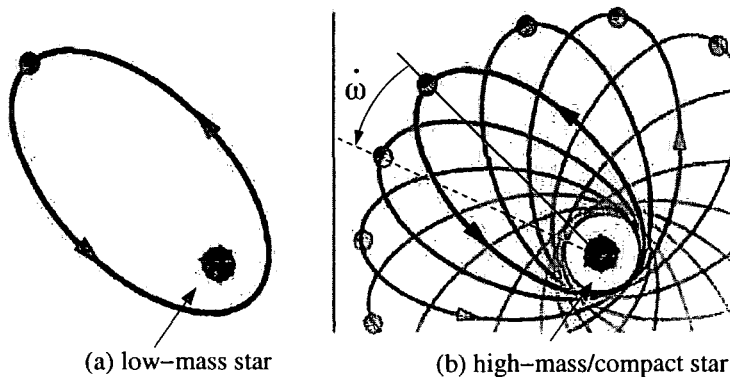 ω̇
(a) low−mass star
(b) high−mass/compact star